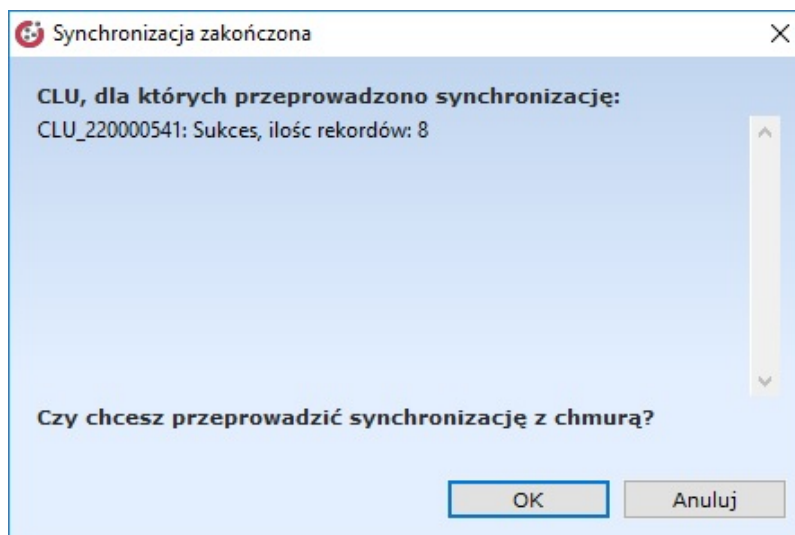 Synchronizacja zakończona
CLU, dla których przeprowadzono synchronizację:
CLU_220000541: Sukces, ilośc rekordów: 8
Czy chcesz przeprowadzić synchronizację z chmurą?
OK
Anuluj